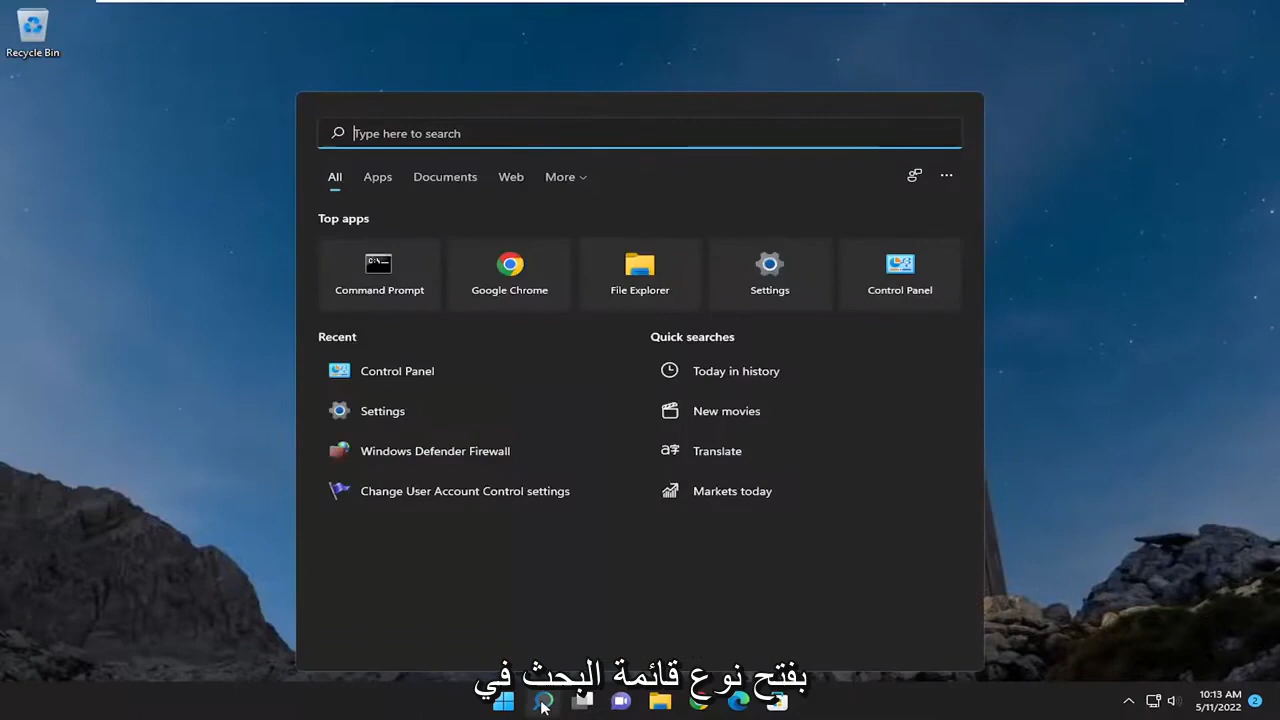 Recycle Bin
Type here to search
All Apps Documents Web More
Top apps
Command Prompt Google Chrome File Explorer Settings Control Panel
Recent Quick searches
Control Panel Today in history
Settings New movies
Windows Defender Firewall Translate
Change User Account Control settings Markets today
بفتح نوع قائمة البحث في
10:13 AM
5/11/2022 2